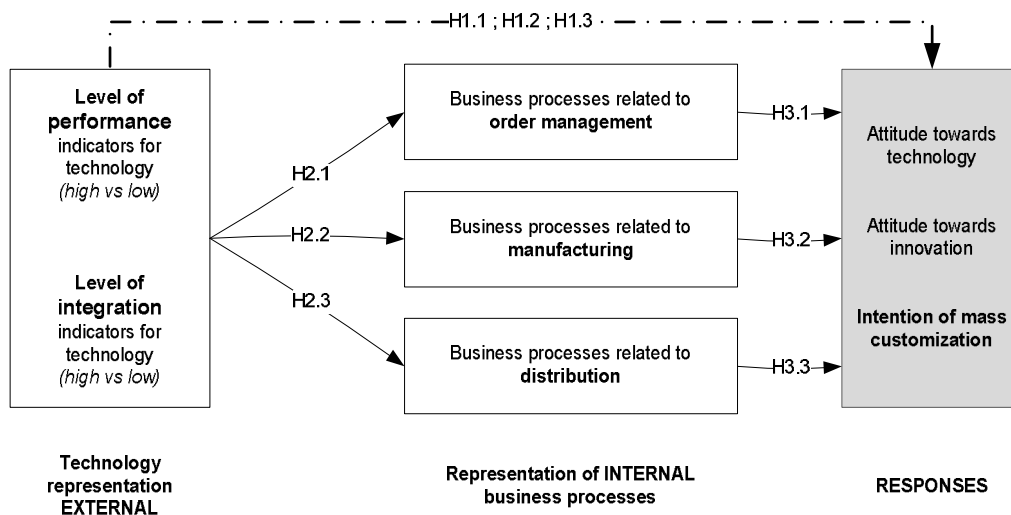 H1.1 ; H1.2 ; H1.3
Level of
performance
indicators for
technology
(high vs low)
Level of
integration
indicators for
technology
(high vs low)
H2.1
H2.2
H2.3
Business processes related to
order management
Business processes related to
manufacturing
Business processes related to
distribution
H3.1
H3.2
H3.3
Attitude towards
technology
Attitude towards
innovation
Intention of mass
customization
Technology
representation
EXTERNAL
Representation of INTERNAL
business processes
RESPONSES